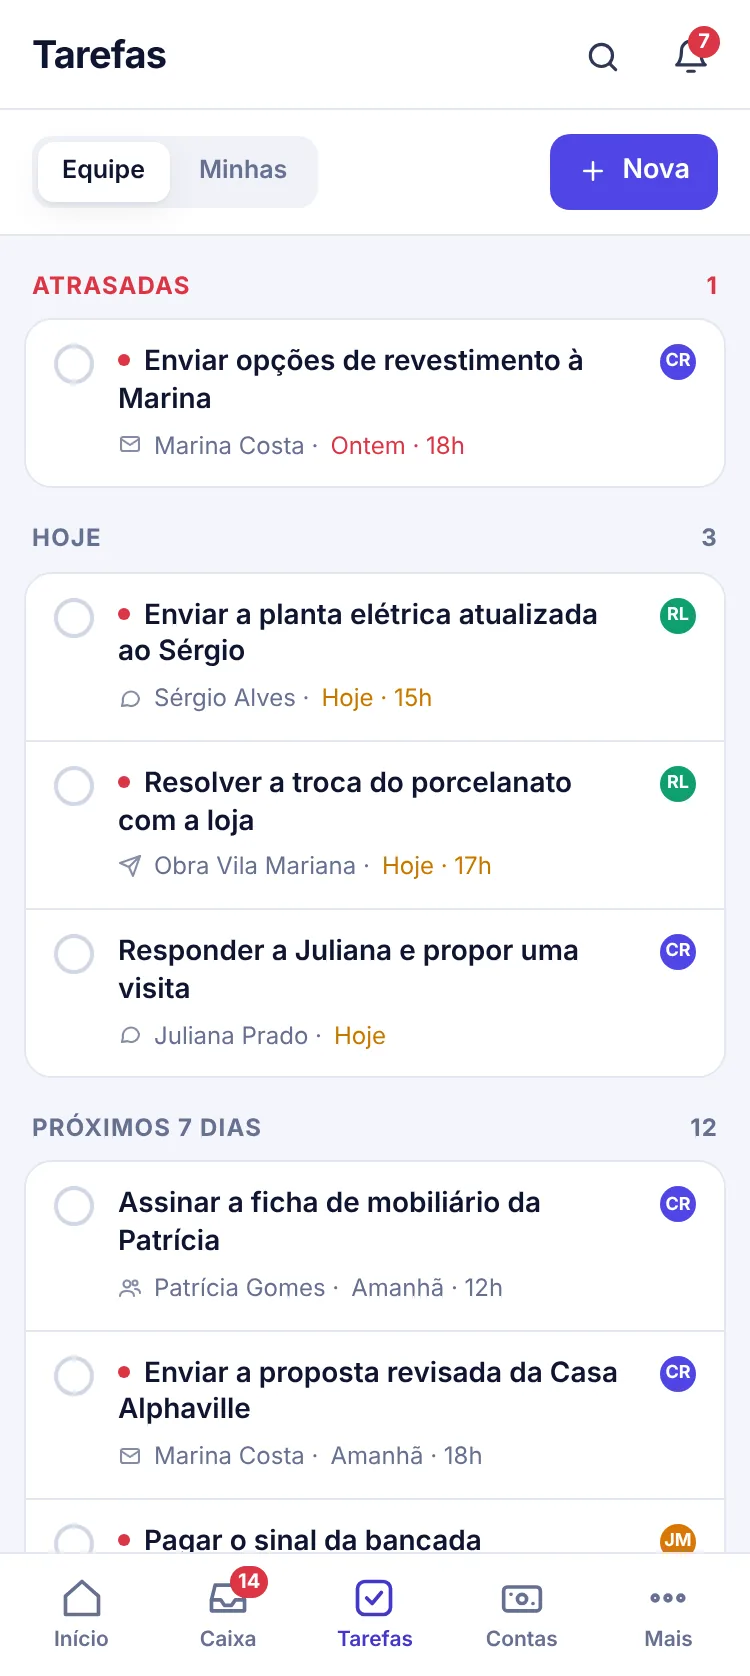 Tarefas
7
Equipe
Minhas
+ Nova
ATRASADAS
1
Enviar opções de revestimento à
CR
Marina
Marina Costa · Ontem · 18h
HOJE
3
Enviar a planta elétrica atualizada
RL
ao Sérgio
Sérgio Alves · Hoje · 15h
Resolver a troca do porcelanato
RL
com a loja
Obra Vila Mariana · Hoje · 17h
Responder a Juliana e propor uma
CR
visita
Juliana Prado · Hoje
PRÓXIMOS 7 DIAS
12
Assinar a ficha de mobiliário da
CR
Patrícia
Patrícia Gomes · Amanhã · 12h
Enviar a proposta revisada da Casa
CR
Alphaville
Marina Costa · Amanhã · 18h
Pagar o sinal da bancada
JM
14
Início
Caixa
Tarefas
Contas
Mais